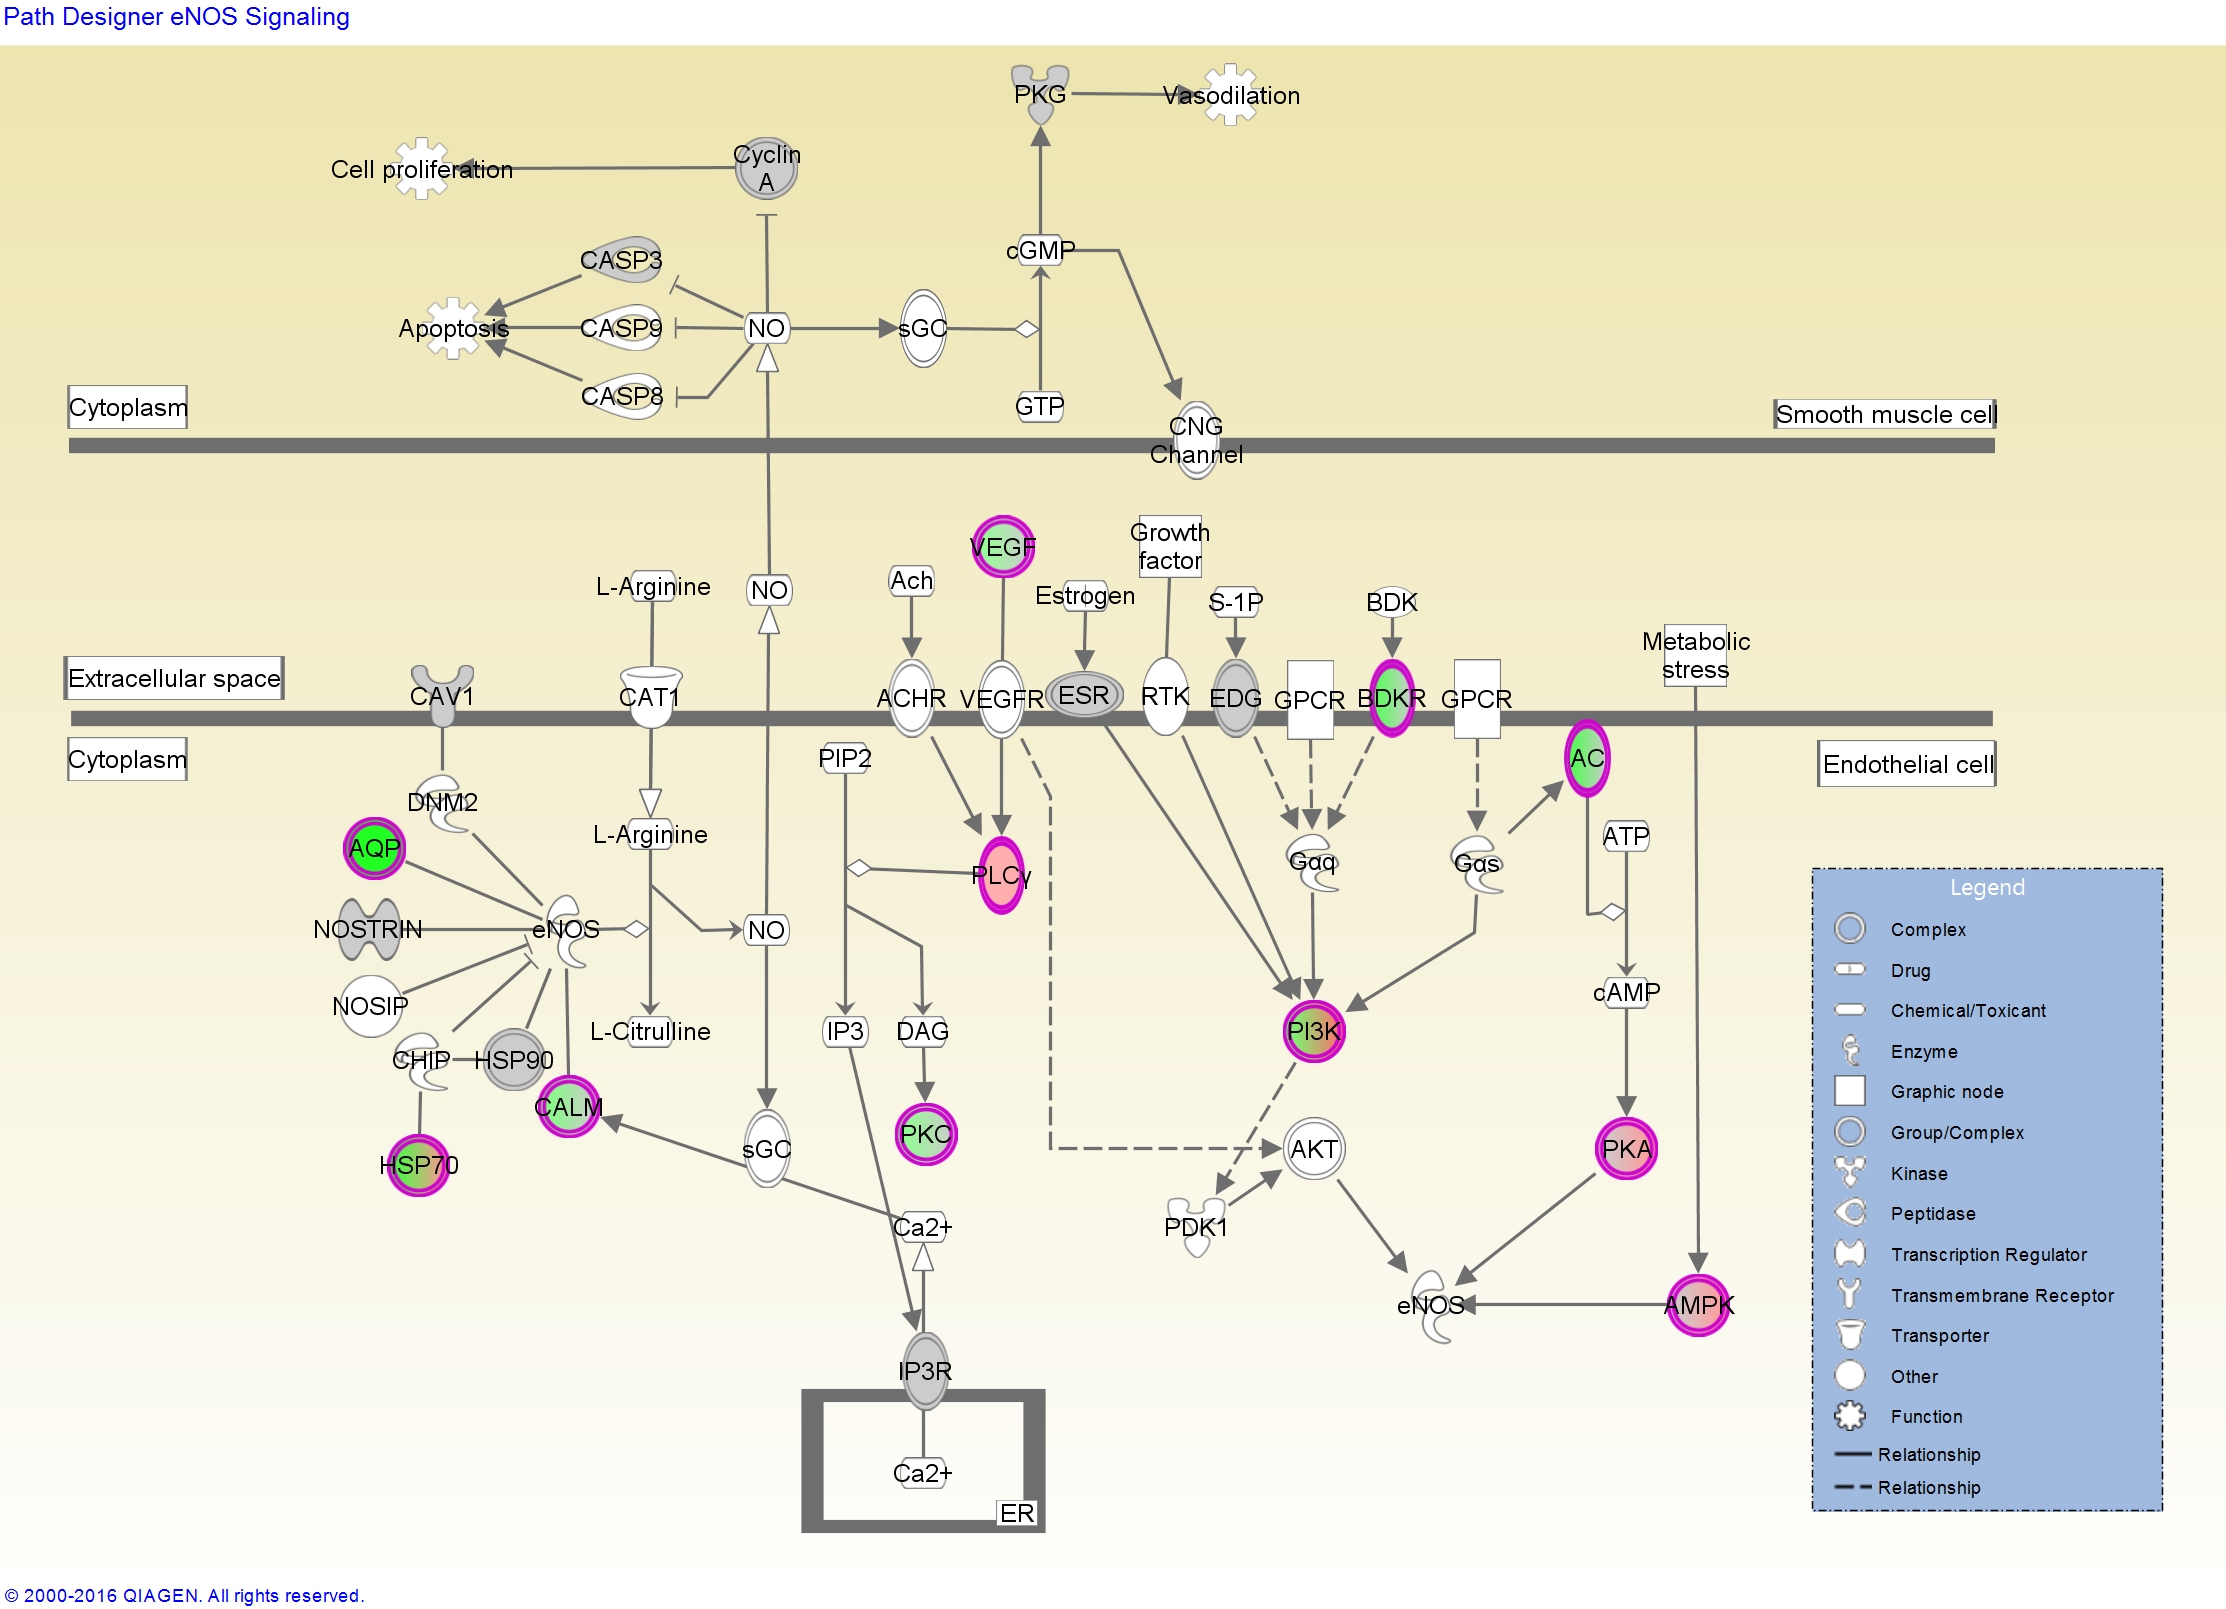 Path Designer eNOS Signaling
PKG
Vasodilation
Cell proliferation
Cyclin
A
CASP3
cGMP
Apoptosis
CASP9
NO
sGC
CASP8
GTP
Cytoplasm
CNG
Channel
Smooth muscle cell
VEGF
Growth
factor
L-Arginine
NO
Ach
Estrogen
S-1P
BDK
Metabolic
stress
Extracellular space
CAV1
CAT1
ACHR
VEGFR
ESR
RTK
EDG
GPCR
BDKR
GPCR
Cytoplasm
PIP2
AC
Endothelial cell
DNM2
L-Arginine
ATP
AQP
PLCγ
Gαq
Gαs
NOSTRIN
eNOS
NO
NOSIP
cAMP
L-Citrulline
IP3
DAG
PI3K
CHIP
HSP90
CALM
PKC
sGC
AKT
PKA
HSP70
Ca2+
PDK1
eNOS
AMPK
IP3R
Ca2+
ER
Legend
Complex
Drug
Chemical/Toxicant
Enzyme
Graphic node
Group/Complex
Kinase
Peptidase
Transcription Regulator
Transmembrane Receptor
Transporter
Other
Function
Relationship
Relationship
© 2000-2016 QIAGEN. All rights reserved.